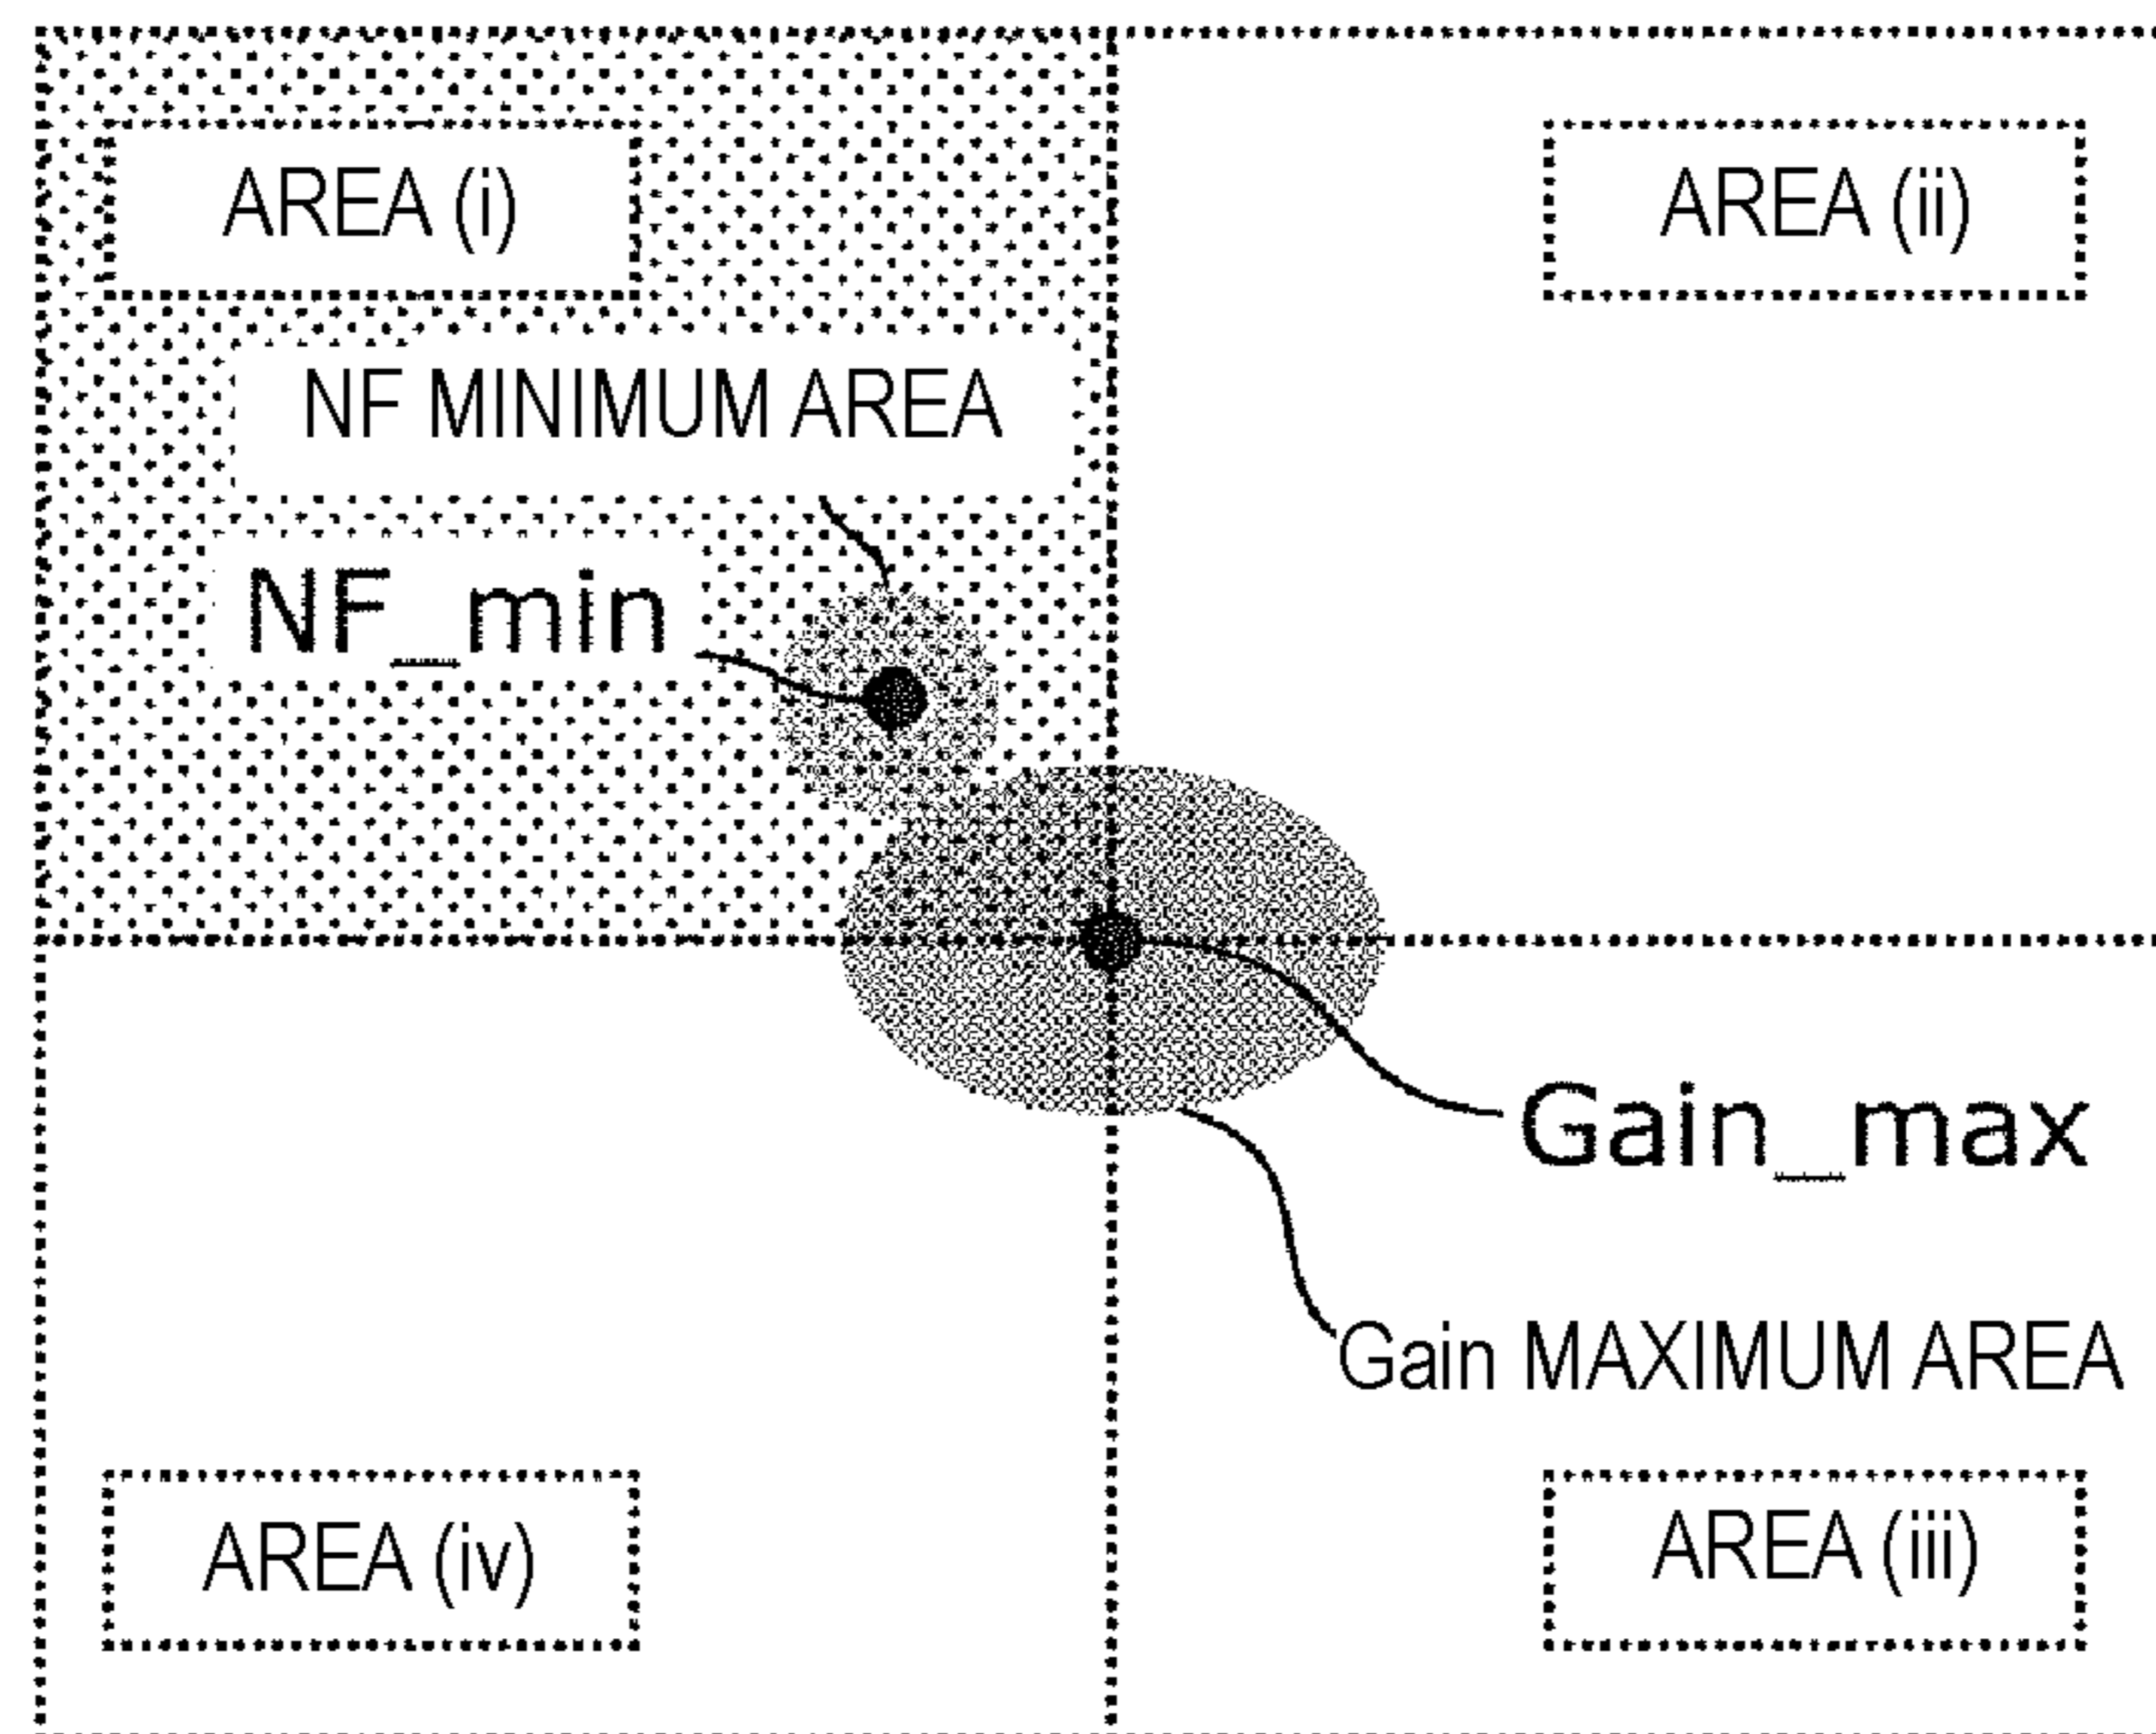 AREA (i)
AREA (ii)
NF MINIMUM AREA
NF_min
Gain_max
Gain MAXIMUM AREA
AREA (iv)
AREA (iii)